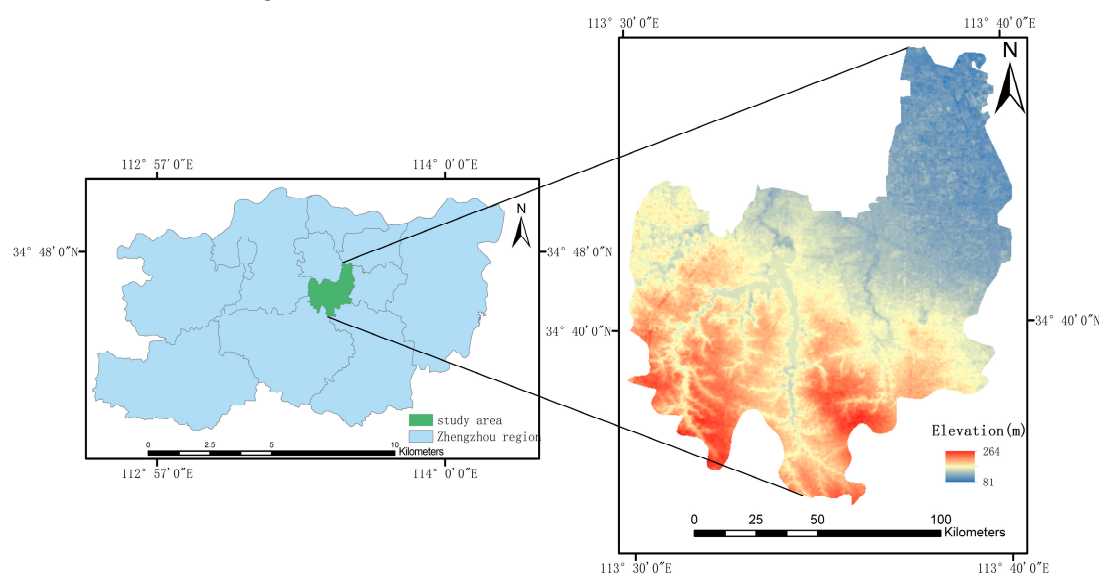 113° 30′0″E
113° 40′0″E
N
112° 57′0″E
114° 0′0″E
N
34° 48′0″N
34° 48′0″N
34° 40′0″N
34° 40′0″N
study area
Zhengzhou region
0 2.5 5 10
Kilometers
112° 57′0″E
114° 0′0″E
Elevation(m)
264
81
0 25 50 100
Kilometers
113° 30′0″E
113° 40′0″E